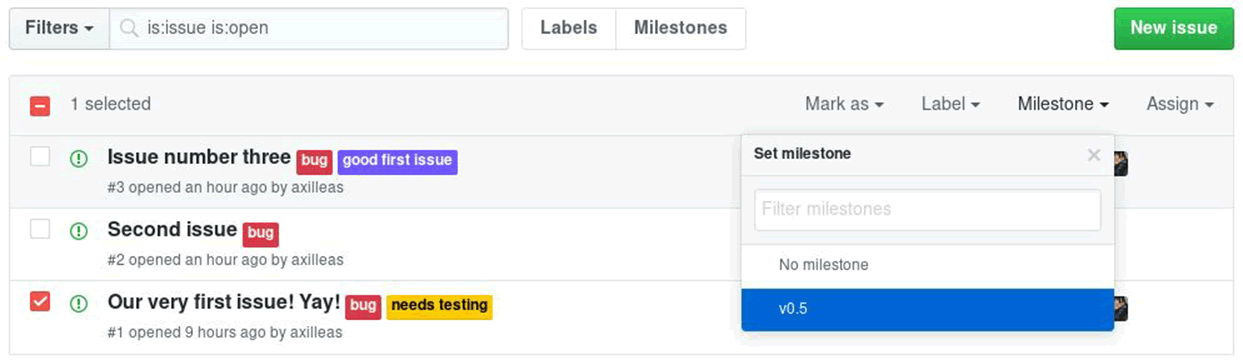 Filters is:issue is:open Labels Milestones New issue
1 selected Mark as Label Milestone Assign
Issue number three bug good first issue
#3 opened an hour ago by axilleas
Second issue bug
#2 opened an hour ago by axilleas
Our very first issue! Yay! bug needs testing
#1 opened 9 hours ago by axilleas
Set milestone
Filter milestones
No milestone
v0.5